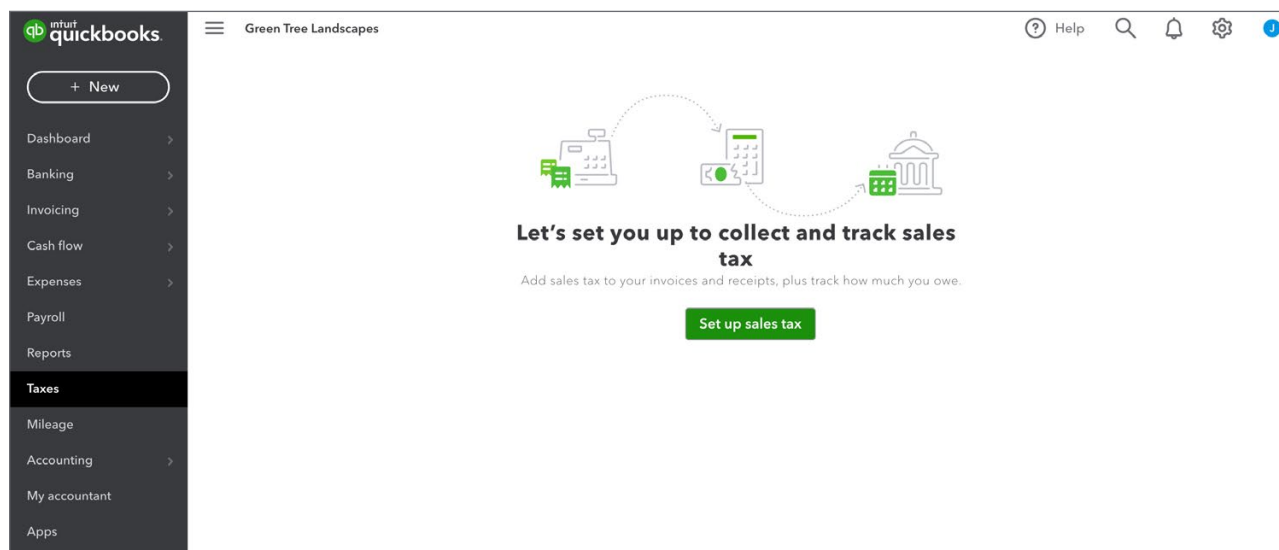 intuit
quickbooks.
Green Tree Landscapes
Help
J
+ New
Dashboard
Banking
Invoicing
Cash flow
Expenses
Payroll
Reports
Taxes
Mileage
Accounting
My accountant
Apps
Let's set you up to collect and track sales
tax
Add sales tax to your invoices and receipts, plus track how much you owe.
Set up sales tax